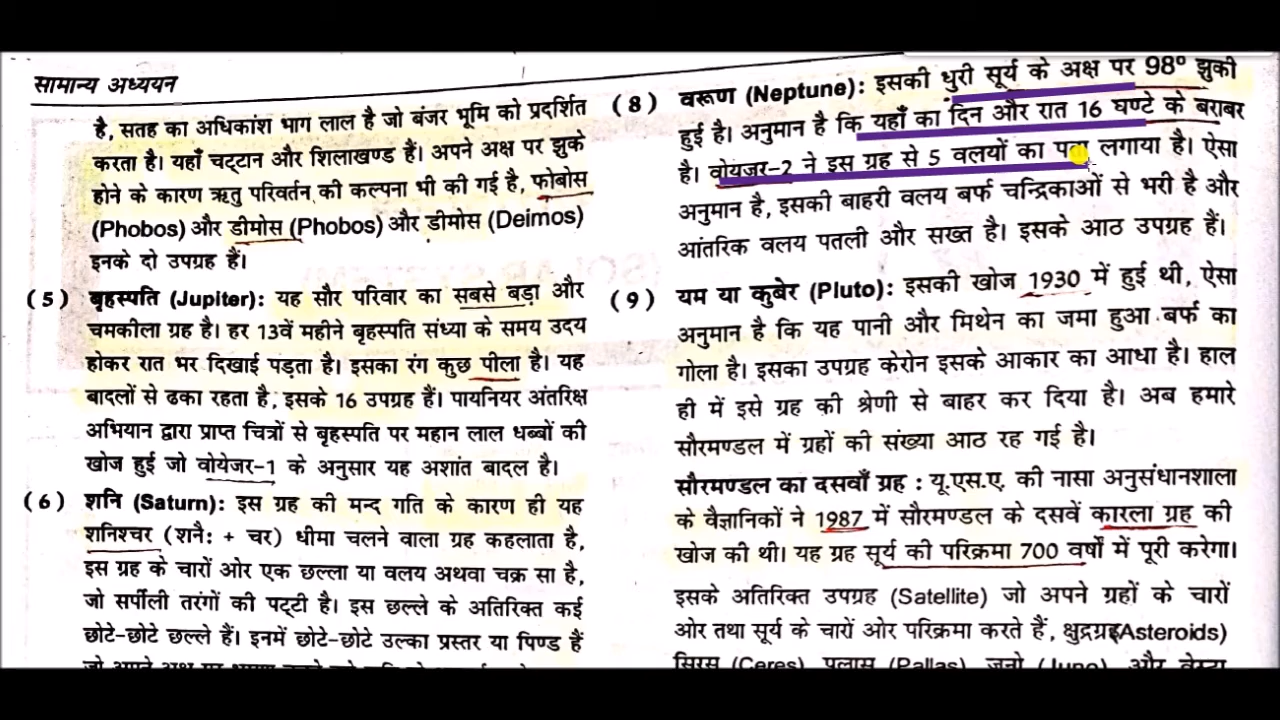 सामान्य अध्ययन
है, सतह का अधिकांश भाग लाल है जो बंजर भूमि को प्रदर्शित
करता है। यहाँ चट्टान और शिलाखण्ड हैं। अपने अक्ष पर झुके
होने के कारण ऋतु परिवर्तन की कल्पना भी की गई है, फोबोस
(Phobos) और डीमोस (Phobos) और डीमोस (Deimos)
इनके दो उपग्रह हैं।
(5) बृहस्पति (Jupiter): यह सौर परिवार का सबसे बड़ा और
चमकीला ग्रह है। हर 13वें महीने बृहस्पति संध्या के समय उदय
होकर रात भर दिखाई पड़ता है। इसका रंग कुछ पीला है। यह
बादलों से ढका रहता है, इसके 16 उपग्रह हैं। पायनियर अंतरिक्ष
अभियान द्वारा प्राप्त चित्रों से बृहस्पति पर महान लाल धब्बों की
खोज हुई जो वोयेजर-1 के अनुसार यह अशांत बादल है।
(6) शनि (Saturn): इस ग्रह की मन्द गति के कारण ही यह
शनिश्चर (शनै: + चर) धीमा चलने वाला ग्रह कहलाता है,
इस ग्रह के चारों ओर एक छल्ला या वलय अथवा चक्र सा है,
जो सर्पीली तरंगों की पट्टी है। इस छल्ले के अतिरिक्त कई
छोटे-छोटे छल्ले हैं। इनमें छोटे-छोटे उल्का प्रस्तर या पिण्ड हैं
(8) वरूण (Neptune): इसकी धुरी सूर्य के अक्ष पर 98° झुकी
हुई है। अनुमान है कि यहाँ का दिन और रात 16 घण्टे के बराबर
है। वोयजर-2 ने इस ग्रह से 5 वलयों का लगाया है। ऐसा
अनुमान है, इसकी बाहरी वलय बर्फ चन्द्रिकाओं से भरी है और
आंतरिक वलय पतली और सख्त है। इसके आठ उपग्रह हैं।
(9) यम या कुबेर (Pluto): इसकी खोज 1930 में हुई थी, ऐसा
अनुमान है कि यह पानी और मिथेन का जमा हुआ बर्फ का
गोला है। इसका उपग्रह केरोन इसके आकार का आधा है। हाल
ही में इसे ग्रह की श्रेणी से बाहर कर दिया है। अब हमारे
सौरमण्डल में ग्रहों की संख्या आठ रह गई है।
सौरमण्डल का दसवाँ ग्रह : यू.एस.ए. की नासा अनुसंधानशाला
के वैज्ञानिकों ने 1987 में सौरमण्डल के दसवें कारला ग्रह की
खोज की थी। यह ग्रह सूर्य की परिक्रमा 700 वर्षों में पूरी करेगा।
इसके अतिरिक्त उपग्रह (Satellite) जो अपने ग्रहों के चारों
ओर तथा सूर्य के चारों ओर परिक्रमा करते हैं, क्षुद्रग्रह (Asteroids)
सिरस (Ceres), पलास (Pallas), जूनो (Juno), और वेस्टा